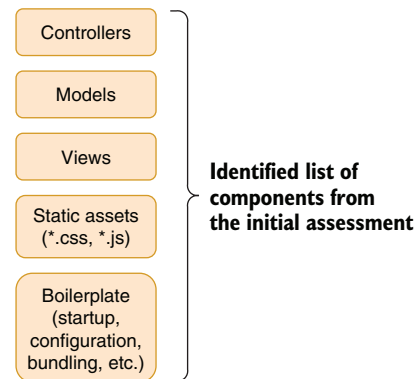 Controllers
Models
Views
Static assets
(*.css, *.js)
Boilerplate
(startup,
configuration,
bundling, etc.)
Identified list of
components from
the initial assessment